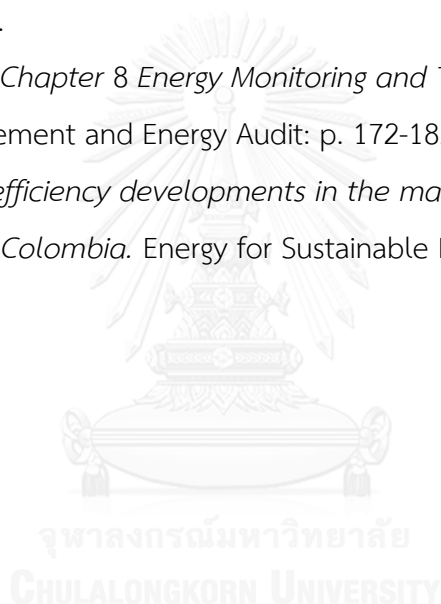 Chapter 8 Energy Monitoring and
ement and Energy Audit: p. 172-18
efficiency developments in the ma
Colombia. Energy for Sustainable
จุฬาลงกรณ์มหาวิทยาลัย
CHULALONGKORN UNIVERSITY